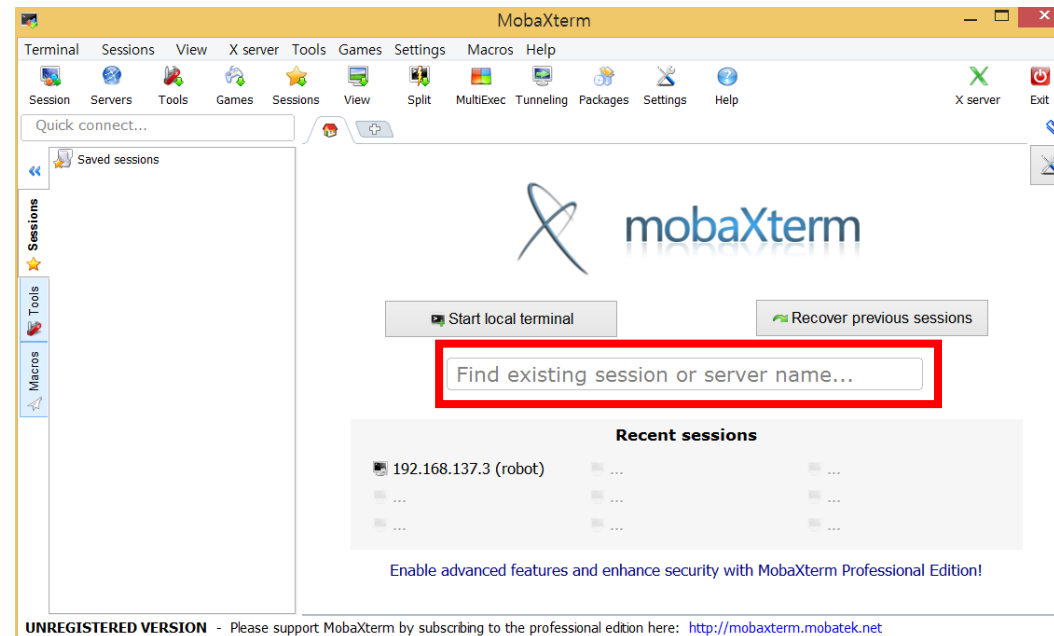 MobaXterm
Terminal Sessions View X server Tools Games Settings Macros Help
Session Servers Tools Games Sessions View Split MultiExec Tunneling Packages Settings Help X server Exit
Quick connect...
Saved sessions
Sessions
Tools
Macros
mobaXterm
Start local terminal Recover previous sessions
Find existing session or server name...
Recent sessions
192.168.137.3 (robot) ... ...
... ... ...
... ... ...
Enable advanced features and enhance security with MobaXterm Professional Edition!
UNREGISTERED VERSION - Please support MobaXterm by subscribing to the professional edition here: http://mobaxterm.mobatek.net